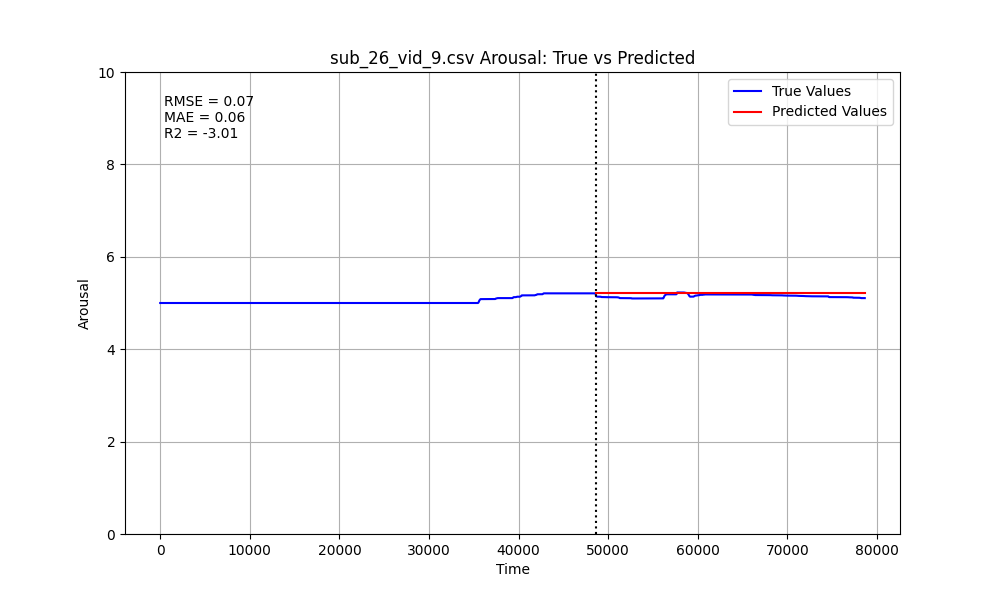 sub_26_vid_9.csv Arousal: True vs Predicted
RMSE = 0.07
MAE = 0.06
R2 = -3.01
True Values
Predicted Values
Arousal
10
8
6
4
2
0
0 10000 20000 30000 40000 50000 60000 70000 80000
Time